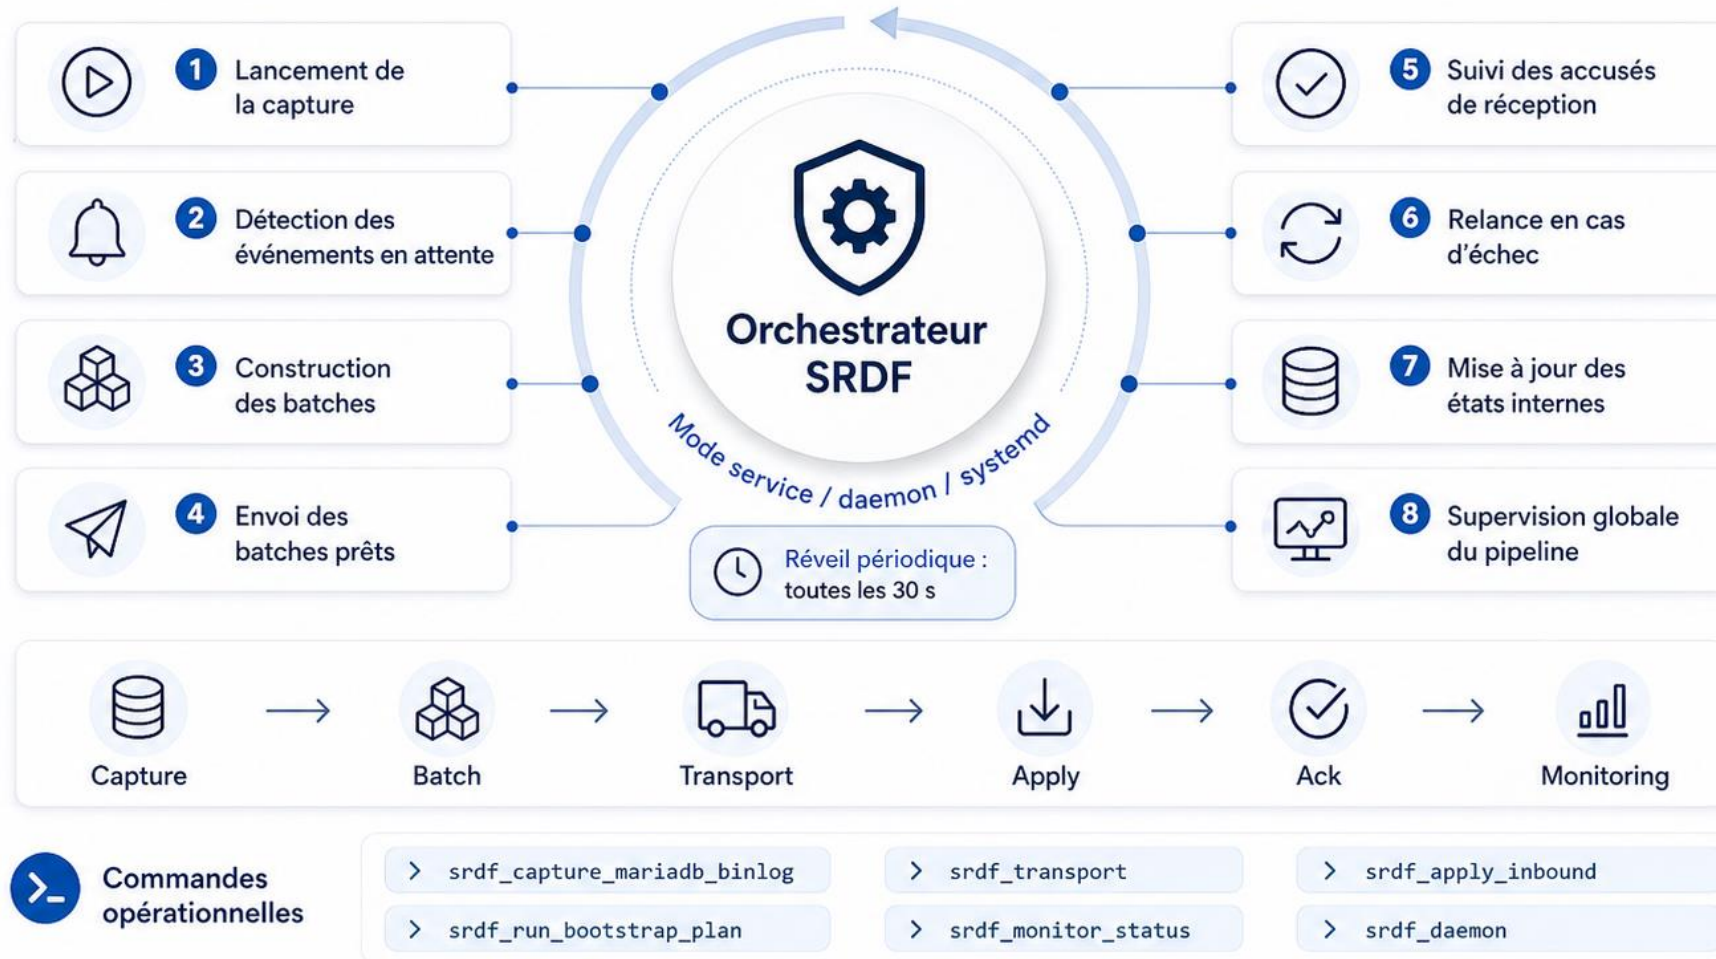 1 Lancement de
la capture
2 Détection des
événements en attente
3 Construction
des batches
4 Envoi des
batches prêts
Orchestrateur
SRDF
Mode service / daemon / systemd
Réveil périodique :
toutes les 30 s
5 Suivi des accusés
de réception
6 Relance en cas
d'échec
7 Mise à jour des
états internes
8 Supervision globale
du pipeline
Capture
Batch
Transport
Apply
Ack
Monitoring
Commandes
opérationnelles
> srdf_capture_mariadb_binlog
> srdf_transport
> srdf_apply_inbound
> srdf_run_bootstrap_plan
> srdf_monitor_status
> srdf_daemon